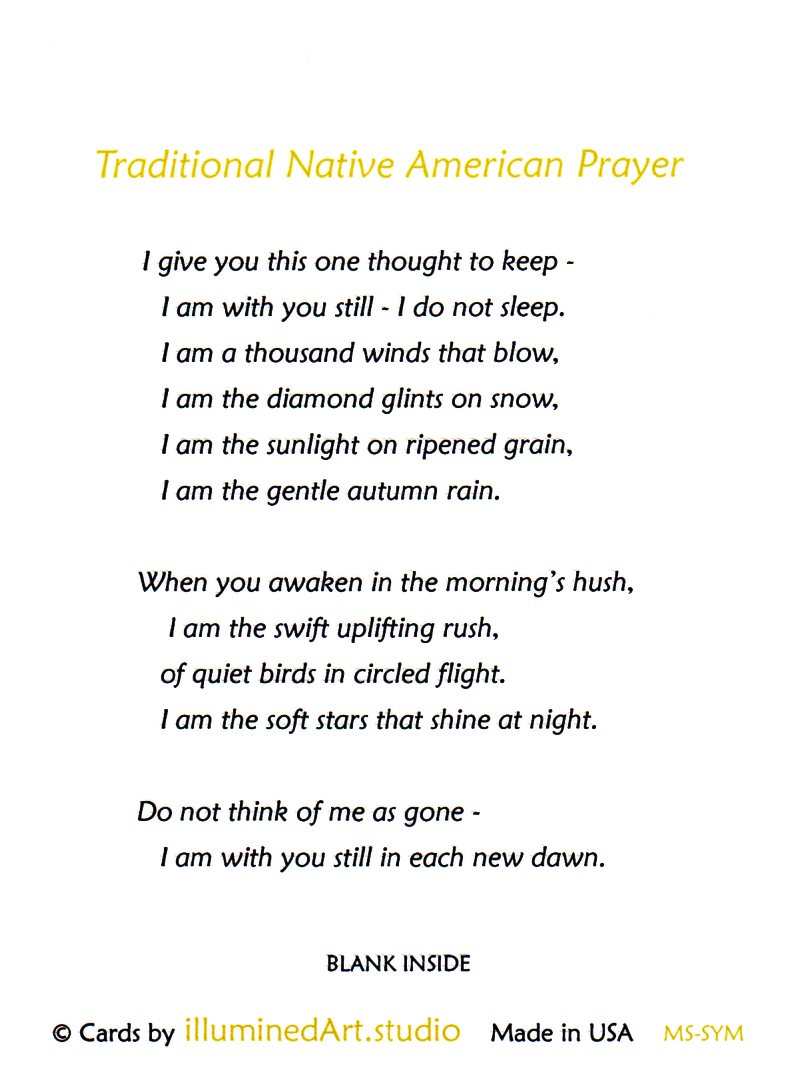 Traditional Native American Prayer
I give you this one thought to keep -
I am with you still - I do not sleep.
I am a thousand winds that blow,
I am the diamond glints on snow,
I am the sunlight on ripened grain,
I am the gentle autumn rain.
When you awaken in the morning's hush,
I am the swift uplifting rush,
of quiet birds in circled flight.
I am the soft stars that shine at night.
Do not think of me as gone -
I am with you still in each new dawn.
BLANK INSIDE
© Cards by illuminedArt.studio Made in USA MS-SYM